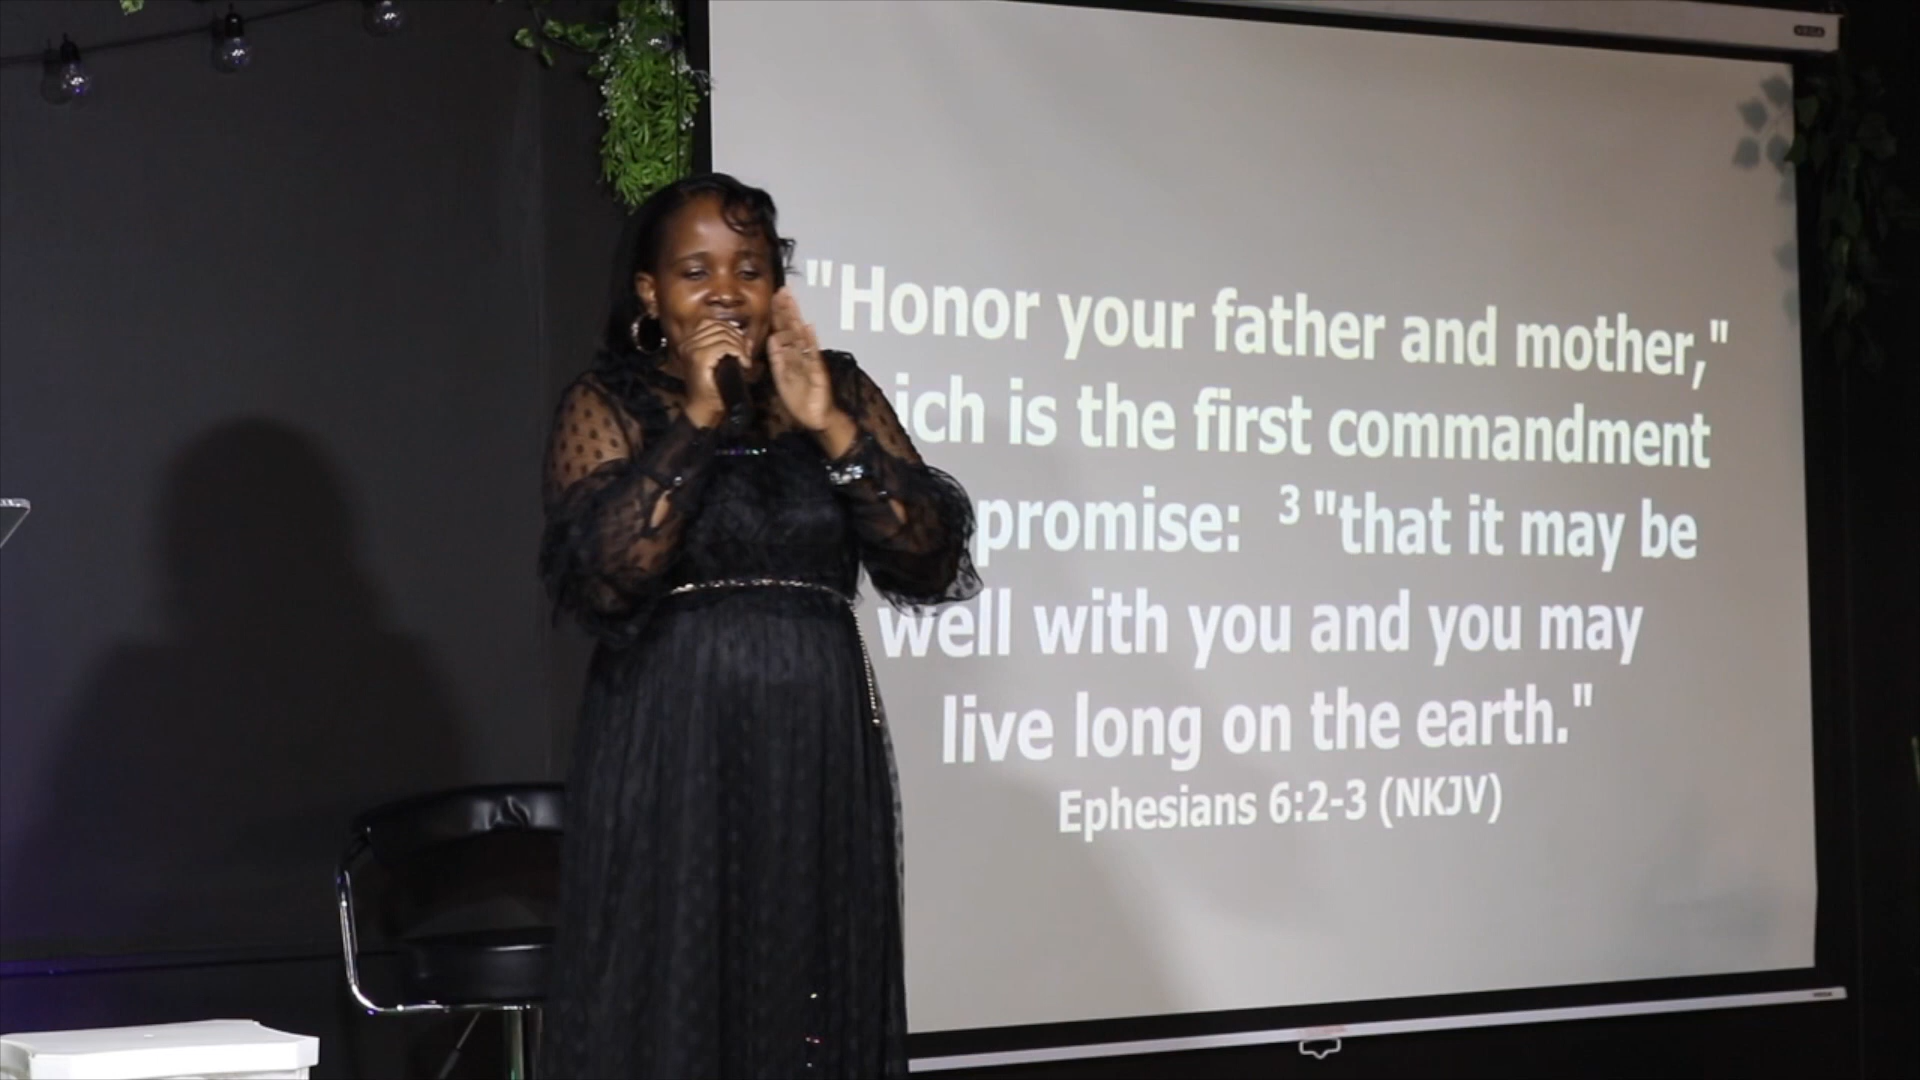 "Honor your father and mother,"
is the first commandment
promise: 3 "that it may be
well with you and you may
live long on the earth."
Ephesians 6:2-3 (NKJV)